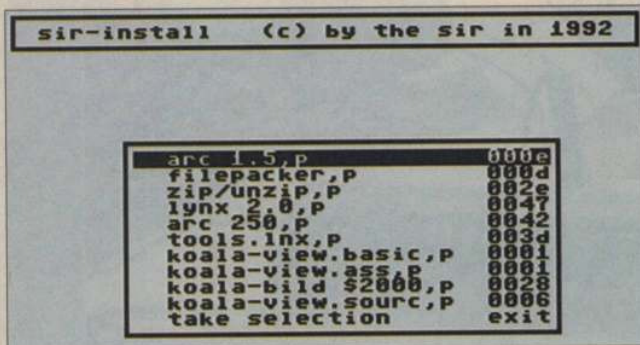 sir-install (c) by the sir in 1992
arc 1.5,p 000e
filepacker,p 000d
zip/unzip,p 002e
lynx 2.0,p 0047
arc 250,p 0042
tools.lnx,p 003d
koala-view.basic,p 0001
koala-view.ass,p 0001
koala-bild $2000,p 0028
koala-view.sourc,p 0006
take selection exit